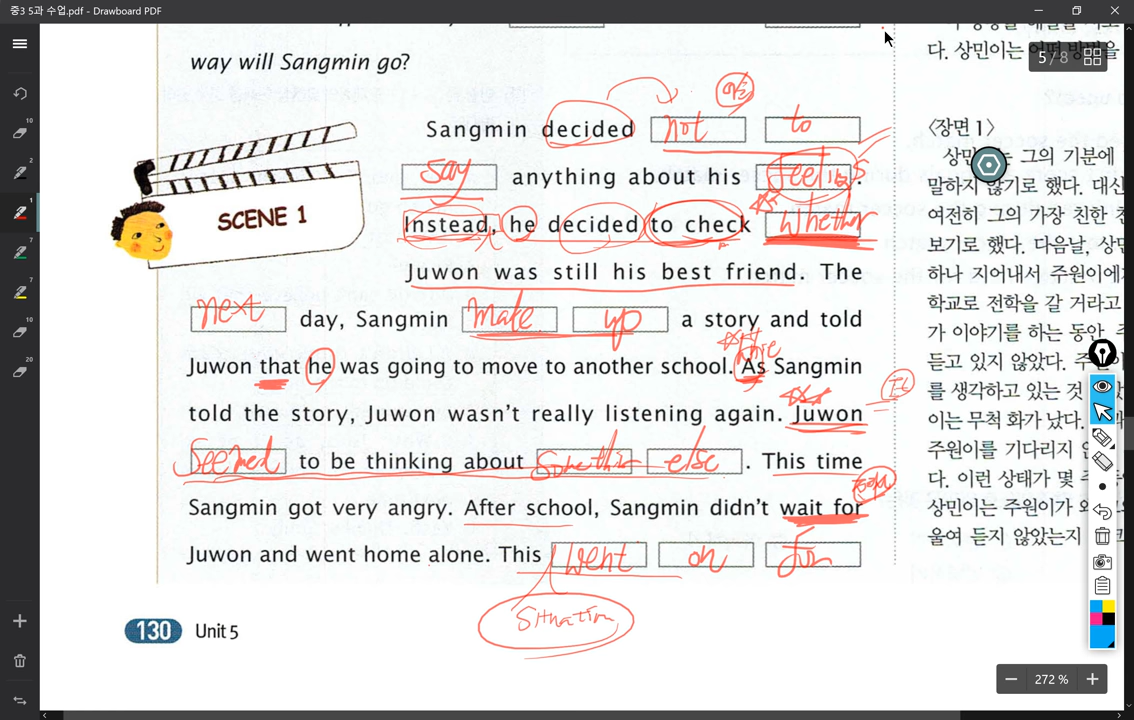 중3 5과 수업.pdf - Drawboard PDF
way will Sangmin go?
5 / 8
다. 상민이는 어떤 방법을
Sangmin decided not to
say anything about his feelings.
Instead, he decided to check whether
Juwon was still his best friend. The
next day, Sangmin make up a story and told
Juwon that he was going to move to another school. As Sangmin
told the story, Juwon wasn't really listening again. Juwon
seemed to be thinking about something else. This time
Sangmin got very angry. After school, Sangmin didn't wait for
Juwon and went home alone. This went on for
Situation
SCENE 1
130 Unit 5
<장면 1>
그의 기분에
말하지 않기로 했다. 대신
여전히 그의 가장 친한 친
보기로 했다. 다음날, 상민
하나 지어내서 주원이에게
학교로 전학을 갈 거라고
가 이야기를 하는 동안, 주
듣고 있지 않았다. 주
를 생각하고 있는 것
이는 무척 화가 났다.
주원이를 기다리지 않
다. 이런 상태가 몇
상민이는 주원이가 왜
울여 듣지 않았는지
272 %